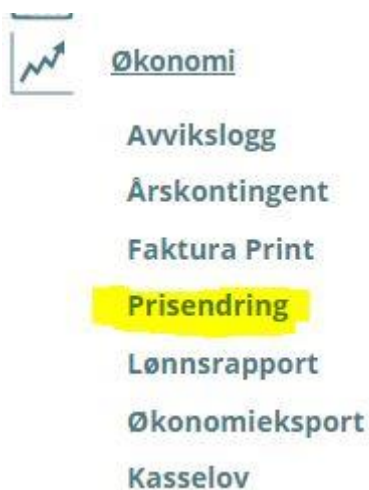 Økonomi
Avvikslogg
Årskontingent
Faktura Print
Prisendring
Lønnsrapport
Økonomieksport
Kasselov